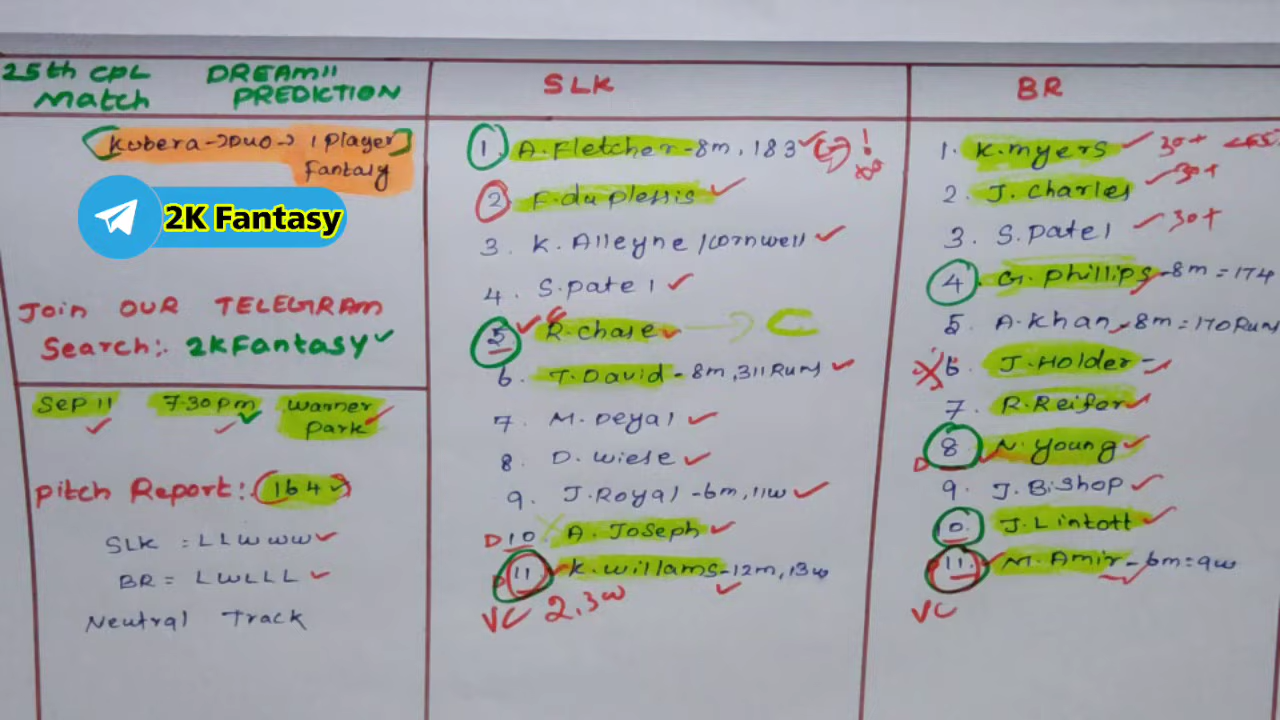 25th CPL DREAM11
Match PREDICTION
Kubera->Duo-> 1 Player
Fantasy
2K Fantasy
Join OUR TELEGRAM
Search:. 2KFantasy
Sep 11 7.30pm Warner
Park
Pitch Report:. 164
SLK = LLWWW
BR = LWLLL
Neutral Track
SLK
1 A. Fletcher - 8m, 183 !
2 F. du plessis
3. K. Alleyne / Cornwell
4. S. Patel
5 R. Chase → C
6. T. David - 8m, 311 Runs
7. M. Deyal
8. D. Wiese
9. J. Royal - 6m, 11w
D 10 A. Joseph
D 11. K. Willams - 12m, 13w
VC 2,3w
BR
1. K. Myers 30+
2. J. Charles 30+
3. S. Patel 30+
4 G. Phillips - 8m = 174
5. A. Khan - 8m = 170 Runs
6. J. Holder -
7. R. Reifer
D 8 N. Young
9. J. Bishop
0. J. Lintott
11. M. Amir - 6m = 9w
VC